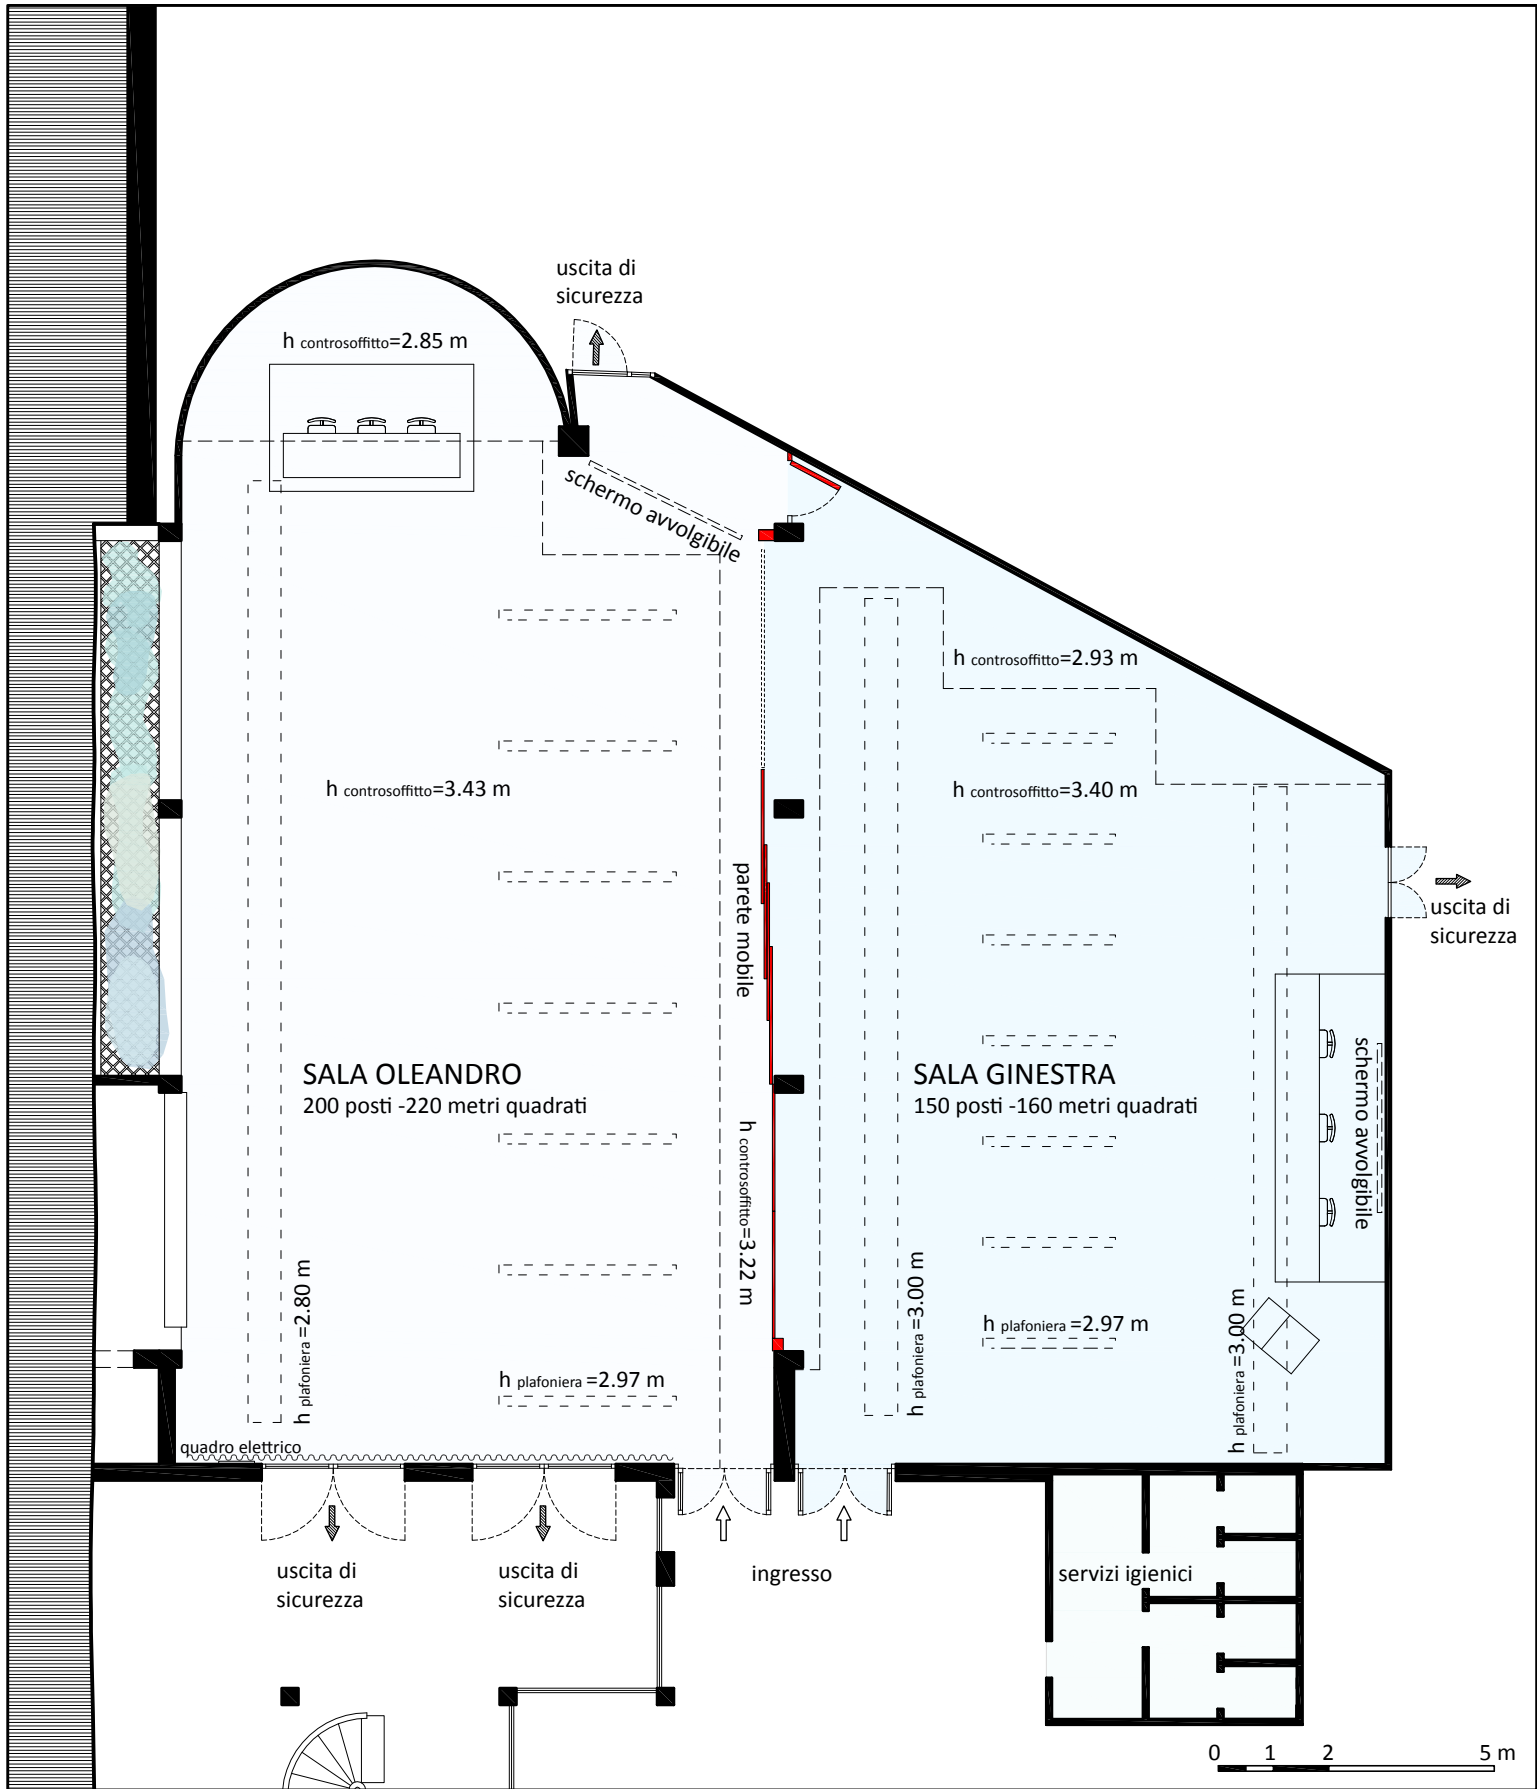 uscita di
sicurezza
h controsoffitto=2.85 m
schermo avvolgibile
h controsoffitto=2.93 m
h controsoffitto=3.43 m
h controsoffitto=3.40 m
parete mobile
uscita di
sicurezza
SALA OLEANDRO
200 posti -220 metri quadrati
SALA GINESTRA
150 posti -160 metri quadrati
schermo avvolgibile
h controsoffitto=3.22 m
h plafoniera =2.80 m
h plafoniera =3.00 m
h plafoniera =2.97 m
h plafoniera =3.00 m
h plafoniera =2.97 m
quadro elettrico
uscita di
sicurezza
uscita di
sicurezza
ingresso
servizi igienici
0 1 2 5 m